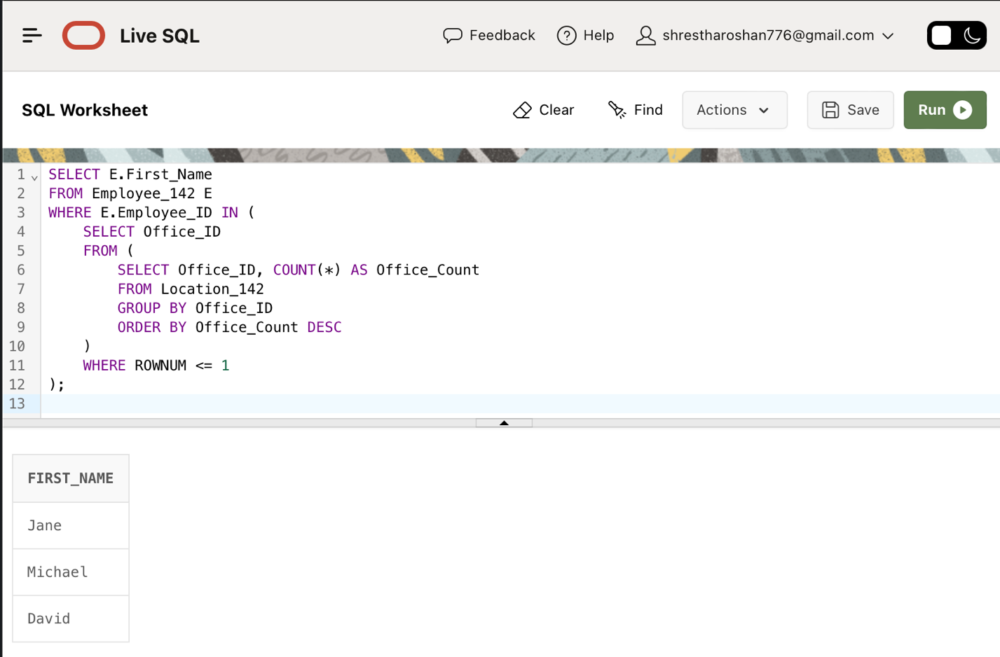 Live SQL
Feedback
Help
shrestharoshan776@gmail.com
SQL Worksheet
Clear
Find
Actions
Save
Run
1 SELECT E.First_Name
2 FROM Employee_142 E
3 WHERE E.Employee_ID IN (
4     SELECT Office_ID
5     FROM (
6         SELECT Office_ID, COUNT(*) AS Office_Count
7         FROM Location_142
8         GROUP BY Office_ID
9         ORDER BY Office_Count DESC
10     )
11     WHERE ROWNUM <= 1
12 );
13
FIRST_NAME
Jane
Michael
David